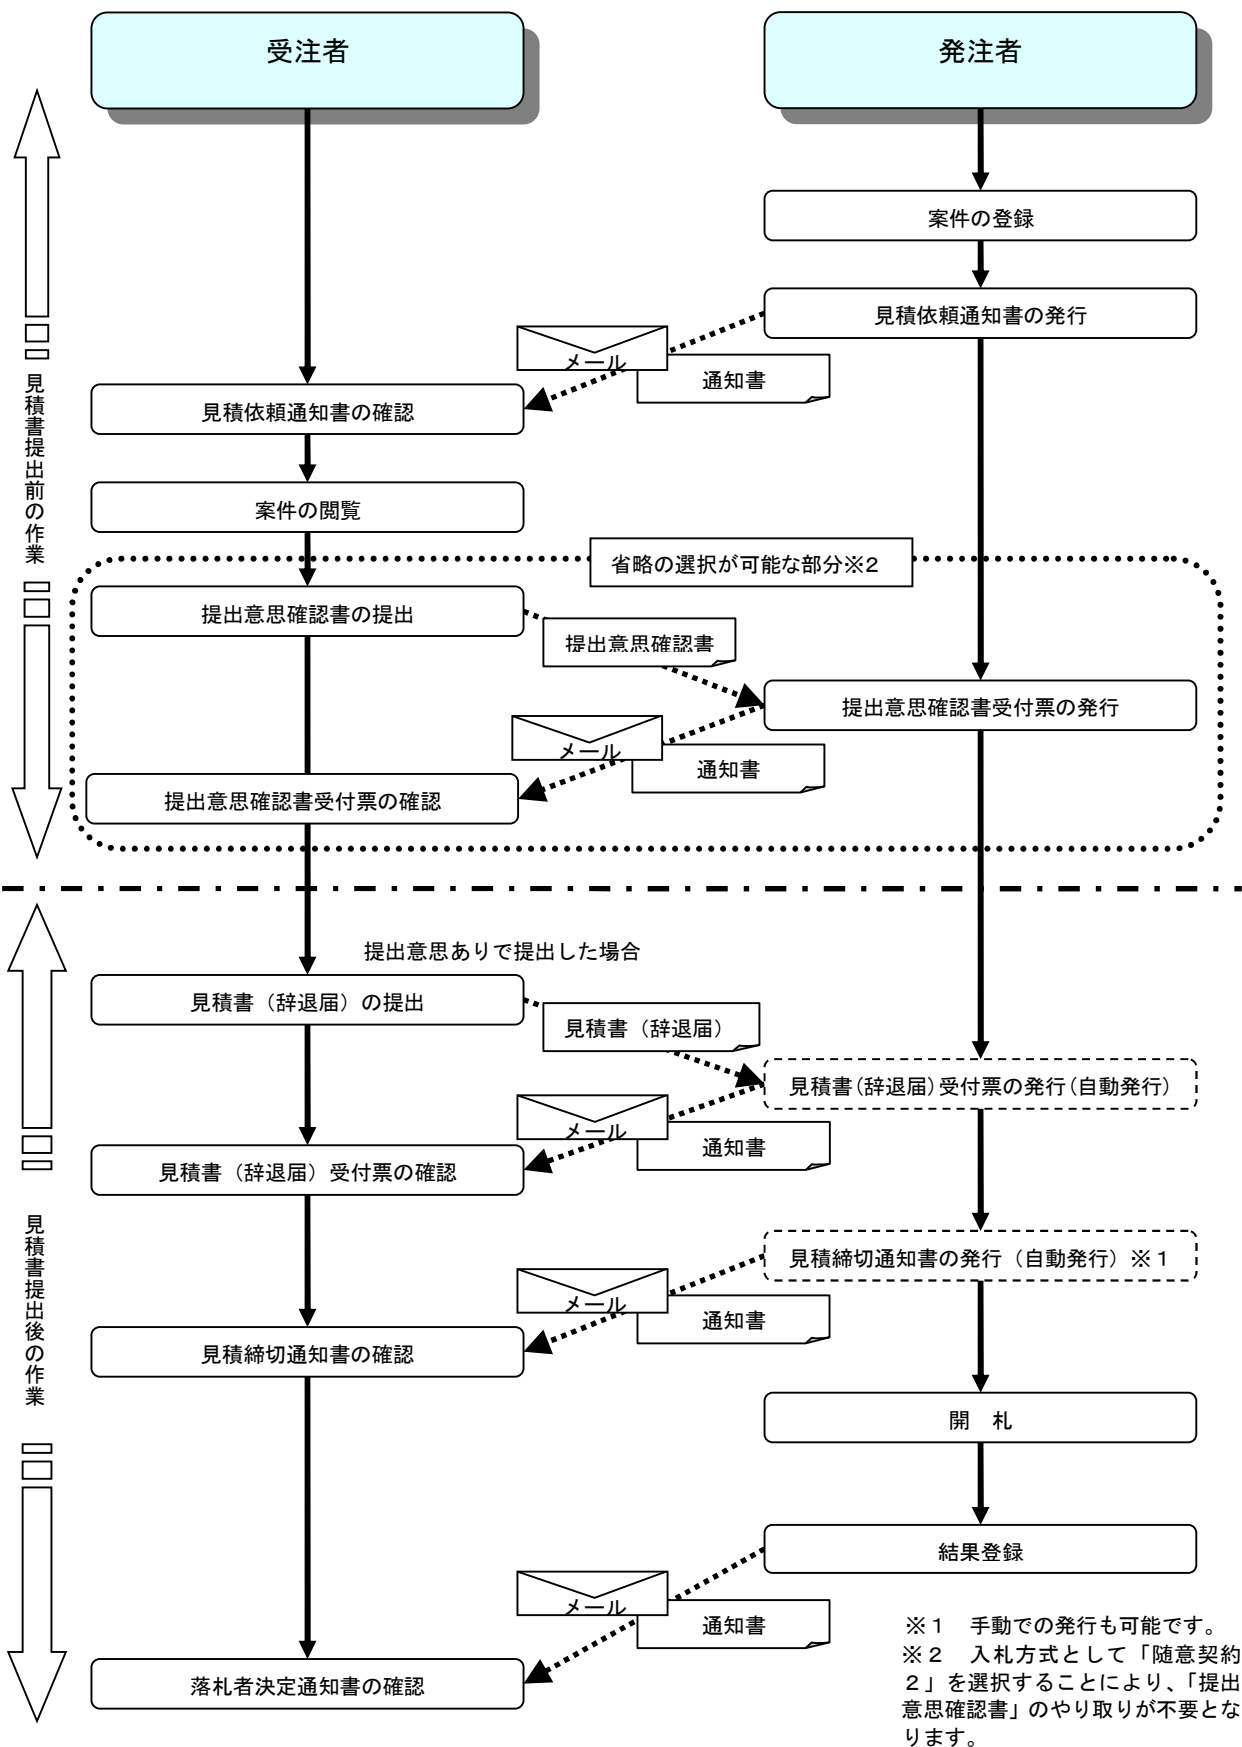 受注者
発注者
案件の登録
見積依頼通知書の発行
メール
通知書
見積依頼通知書の確認
案件の閲覧
見積書提出前の作業
省略の選択が可能な部分※２
提出意思確認書の提出
提出意思確認書
提出意思確認書受付票の発行
メール
通知書
提出意思確認書受付票の確認
提出意思ありで提出した場合
見積書（辞退届）の提出
見積書（辞退届）
見積書(辞退届)受付票の発行(自動発行)
メール
通知書
見積書（辞退届）受付票の確認
見積締切通知書の発行（自動発行）※１
メール
通知書
見積締切通知書の確認
見積書提出後の作業
開　札
結果登録
メール
通知書
落札者決定通知書の確認
※１　手動での発行も可能です。
※２　入札方式として「随意契約
２」を選択することにより、「提出
意思確認書」のやり取りが不要とな
ります。